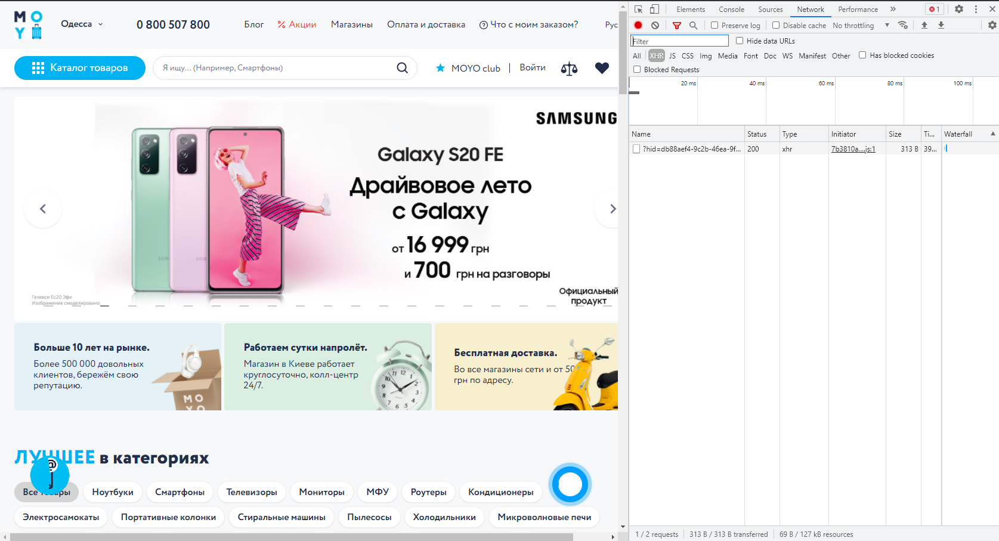 M O
Y
Одесса
0 800 507 800
Блог
Акции
Магазины
Оплата и доставка
Что с моим заказом?
Рус
Каталог товаров
Я ищу... (Например, Смартфоны)
MOYO club
Войти
SAMSUNG
Galaxy S20 FE
Драйвовое лето
с Galaxy
от 16 999 грн
и 700 грн на разговоры
Официальный
продукт
Гелекси Ес20 Эфи
Изображение смоделировано.
Больше 10 лет на рынке.
Более 500 000 довольных
клиентов, бережём свою
репутацию.
Работаем сутки напролёт.
Магазин в Киеве работает
круглосуточно, колл-центр
24/7.
Бесплатная доставка.
Во все магазины сети и от 50
грн по адресу.
ЛУЧШЕЕ в категориях
Все товары
Ноутбуки
Смартфоны
Телевизоры
Мониторы
МФУ
Роутеры
Кондиционеры
Электросамокаты
Портативные колонки
Стиральные машины
Пылесосы
Холодильники
Микроволновые печи
Elements
Console
Sources
Network
Performance
1
Preserve log
Disable cache
No throttling
Filter
Hide data URLs
All
XHR
JS
CSS
Img
Media
Font
Doc
WS
Manifest
Other
Has blocked cookies
Blocked Requests
20 ms
40 ms
60 ms
80 ms
100 ms
Name
Status
Type
Initiator
Size
Ti...
Waterfall
?hid=db88aef4-9c2b-46ea-9f...
200
xhr
7b3810a....js:1
313 B
39...
1 / 2 requests
313 B / 313 B transferred
69 B / 127 kB resources